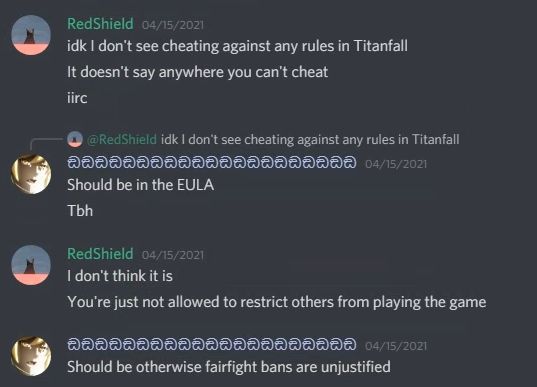 RedShield 04/15/2021
idk I don't see cheating against any rules in Titanfall
It doesn't say anywhere you can't cheat
iirc
@RedShield idk I don't see cheating against any rules in Titanfall
04/15/2021
Should be in the EULA
Tbh
RedShield 04/15/2021
I don't think it is
You're just not allowed to restrict others from playing the game
04/15/2021
Should be otherwise fairfight bans are unjustified